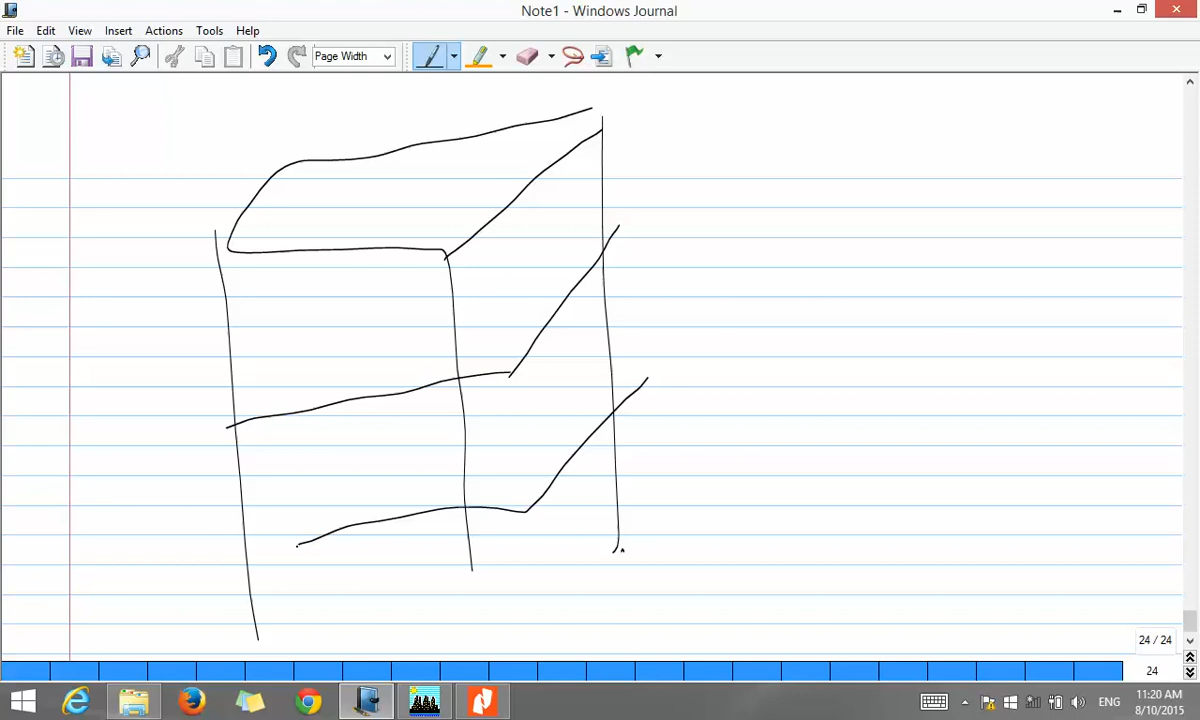 Note1 - Windows Journal
File Edit View Insert Actions Tools Help
Page Width
24 / 24
24
ENG
11:20 AM
8/10/2015